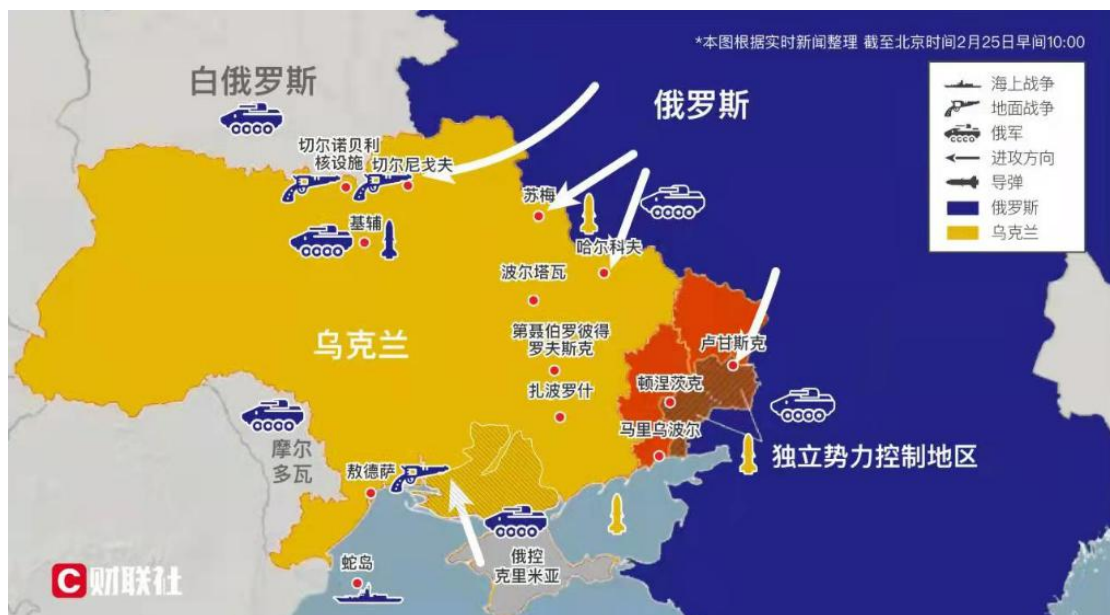 *本图根据实时新闻整理 截至北京时间2月25日早间10:00
海上战争
地面战争
俄军
进攻方向
导弹
俄罗斯
乌克兰
白俄罗斯
俄罗斯
切尔诺贝利
核设施
切尔尼戈夫
苏梅
基辅
哈尔科夫
波尔塔瓦
乌克兰
第聂伯罗彼得
罗夫斯克
卢甘斯克
扎波罗什
顿涅茨克
马里乌波尔
独立势力控制地区
摩尔
多瓦
敖德萨
俄控
克里米亚
蛇岛
C 财联社